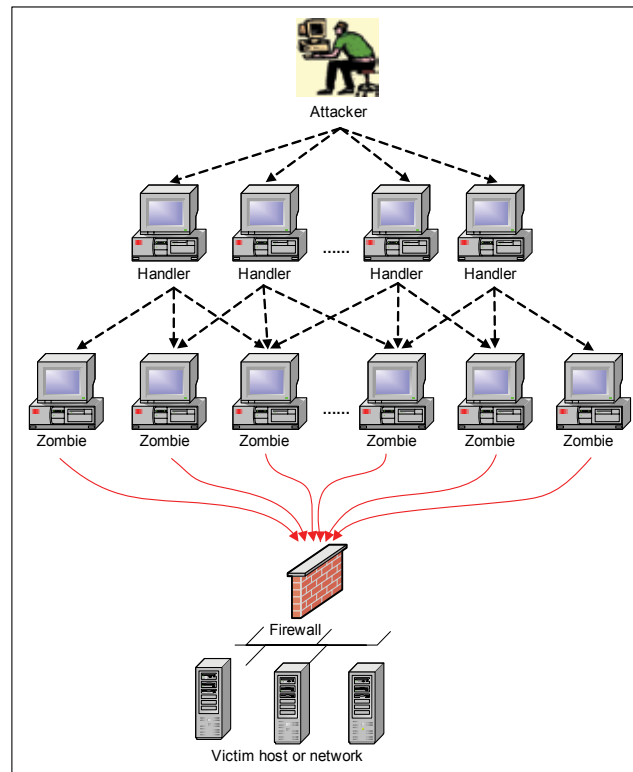 Attacker
......
Handler Handler Handler Handler
......
Zombie Zombie Zombie Zombie Zombie Zombie
Firewall
Victim host or network